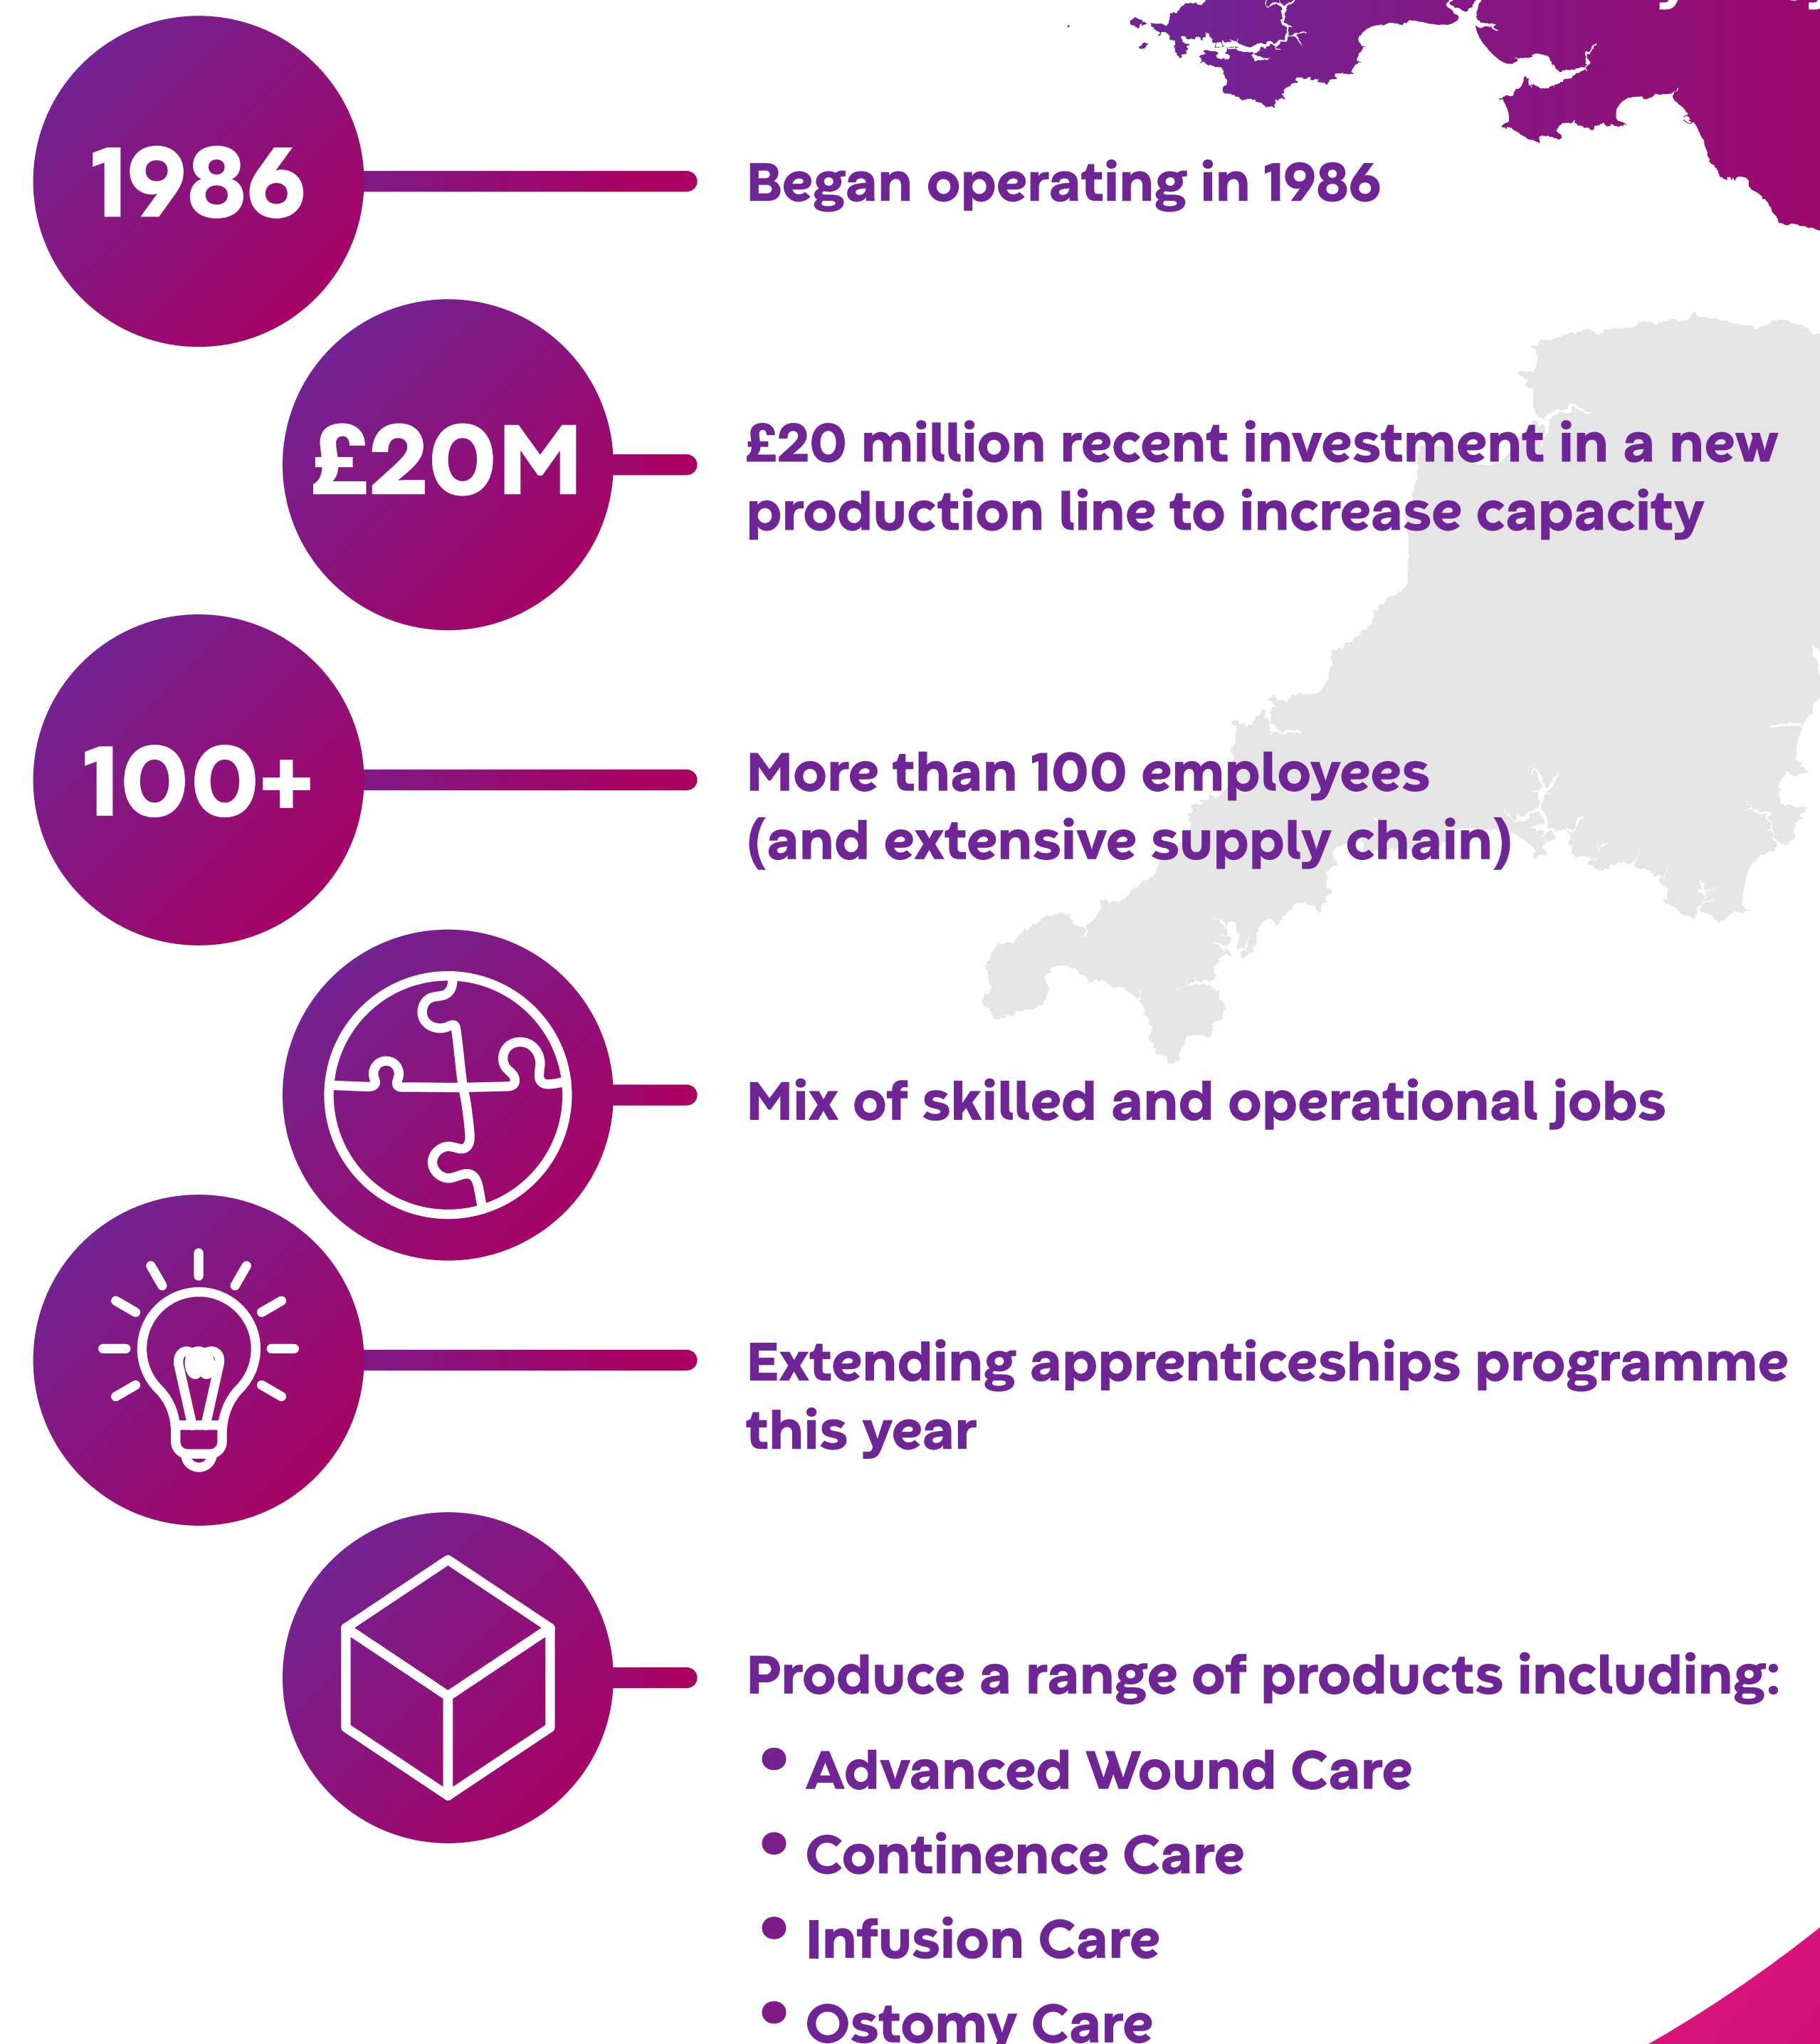 1986
Began operating in 1986
£20M
£20 million recent investment in a new
production line to increase capacity
100+
More than 100 employees
(and extensive supply chain)
Mix of skilled and operational jobs
Extending apprenticeships programme
this year
Produce a range of products including:
• Advanced Wound Care
• Continence Care
• Infusion Care
• Ostomy Care